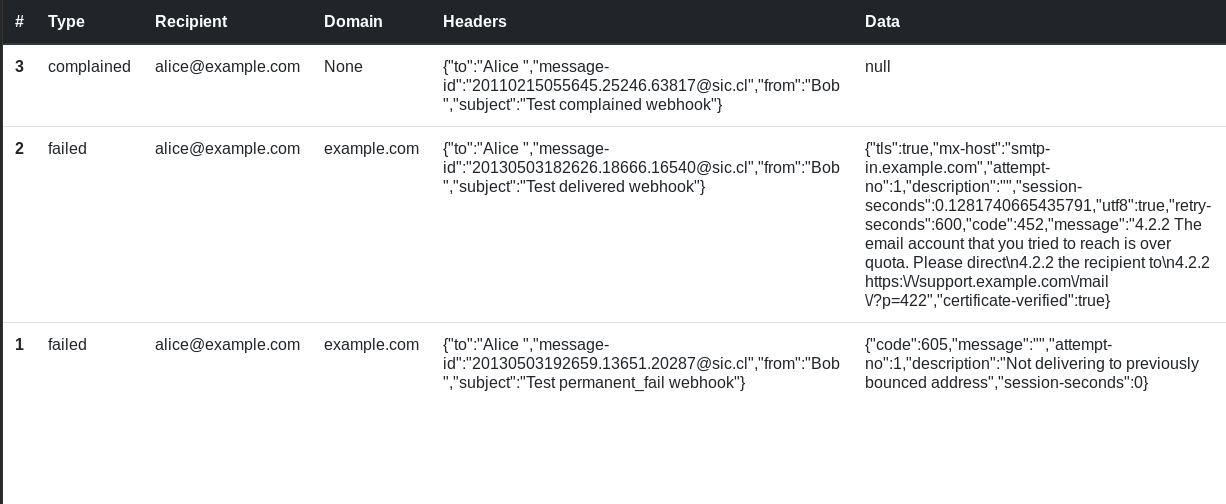 # Type Recipient Domain Headers Data
3 complained alice@example.com None {"to":"Alice ","message- null
id":"20110215055645.25246.63817@sic.cl","from":"Bob
","subject":"Test complained webhook"}
2 failed alice@example.com example.com {"to":"Alice ","message- {"tls":true,"mx-host":"smtp-
id":"20130503182626.18666.16540@sic.cl","from":"Bob in.example.com","attempt-
","subject":"Test delivered webhook"} no":1,"description":"","session-
seconds":0.1281740665435791,"utf8":true,"retry-
seconds":600,"code":452,"message":"4.2.2 The
email account that you tried to reach is over
quota. Please direct\n4.2.2 the recipient to\n4.2.2
https:\/\/support.example.com\/mail
\/?p=422","certificate-verified":true}
1 failed alice@example.com example.com {"to":"Alice ","message- {"code":605,"message":"","attempt-
id":"20130503192659.13651.20287@sic.cl","from":"Bob no":1,"description":"Not delivering to previously
","subject":"Test permanent_fail webhook"} bounced address","session-seconds":0}